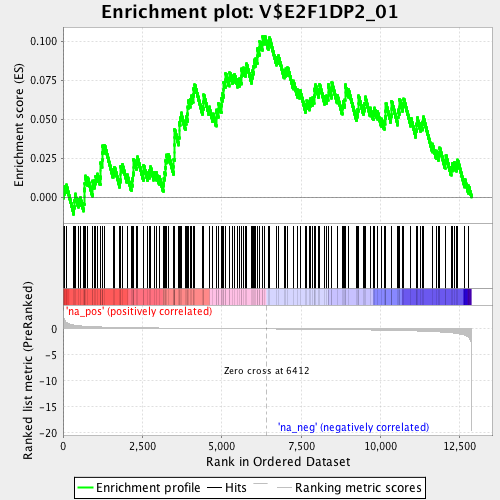 Enrichment plot: V$E2F1DP2_01
Enrichment score (ES)
0.100
0.075
0.050
0.025
0.000
'na_pos' (positively correlated)
Ranked list metric (PreRanked)
0
-5
-10
-15
-20
Zero cross at 6412
'na_neg' (negatively correlated)
0
2,500
5,000
7,500
10,000
12,500
Rank in Ordered Dataset
Enrichment profile
Hits
Ranking metric scores